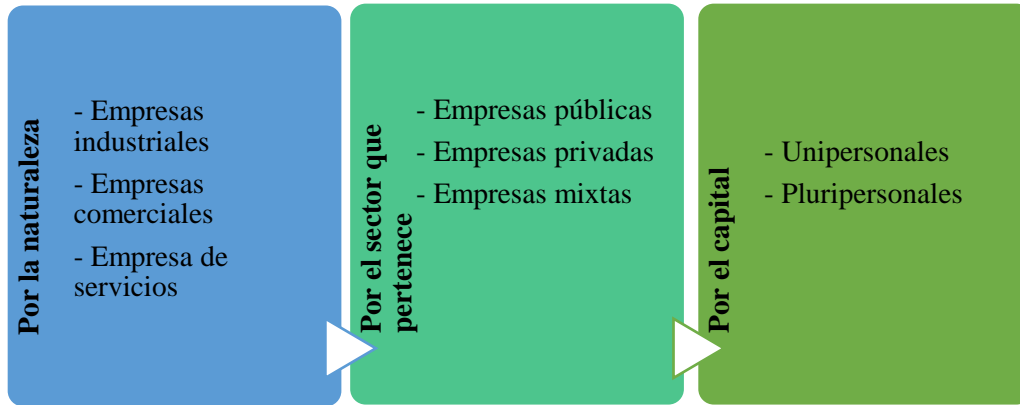 Por la naturaleza
- Empresas
industriales
- Empresas
comerciales
- Empresa de
servicios
Por el sector que
pertenece
- Empresas públicas
- Empresas privadas
- Empresas mixtas
Por el capital
- Unipersonales
- Pluripersonales